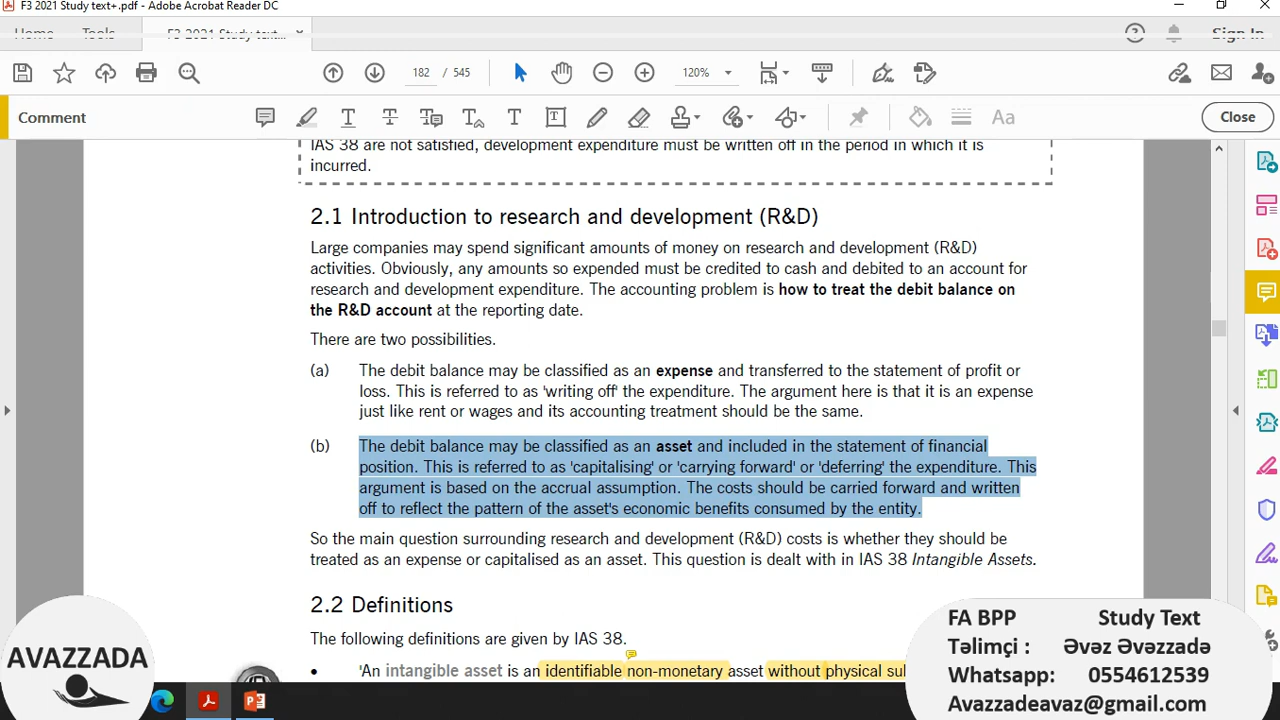 F3 2021 Study text+.pdf - Adobe Acrobat Reader DC
Home Tools F3 2021 Study text... × Sign In
182 / 545 120%
Comment Close
IAS 38 are not satisfied, development expenditure must be written off in the period in which it is
incurred.
2.1 Introduction to research and development (R&D)
Large companies may spend significant amounts of money on research and development (R&D)
activities. Obviously, any amounts so expended must be credited to cash and debited to an account for
research and development expenditure. The accounting problem is how to treat the debit balance on
the R&D account at the reporting date.
There are two possibilities.
(a) The debit balance may be classified as an expense and transferred to the statement of profit or
loss. This is referred to as 'writing off' the expenditure. The argument here is that it is an expense
just like rent or wages and its accounting treatment should be the same.
(b) The debit balance may be classified as an asset and included in the statement of financial
position. This is referred to as 'capitalising' or 'carrying forward' or 'deferring' the expenditure. This
argument is based on the accrual assumption. The costs should be carried forward and written
off to reflect the pattern of the asset's economic benefits consumed by the entity.
So the main question surrounding research and development (R&D) costs is whether they should be
treated as an expense or capitalised as an asset. This question is dealt with in IAS 38 Intangible Assets.
2.2 Definitions
The following definitions are given by IAS 38.
• 'An intangible asset is an identifiable non-monetary asset without physical
AVAZZADA
FA BPP Study Text
Təlimçi : Əvəz Əvəzzadə
Whatsapp: 0554612539
Avazzadeavaz@gmail.com